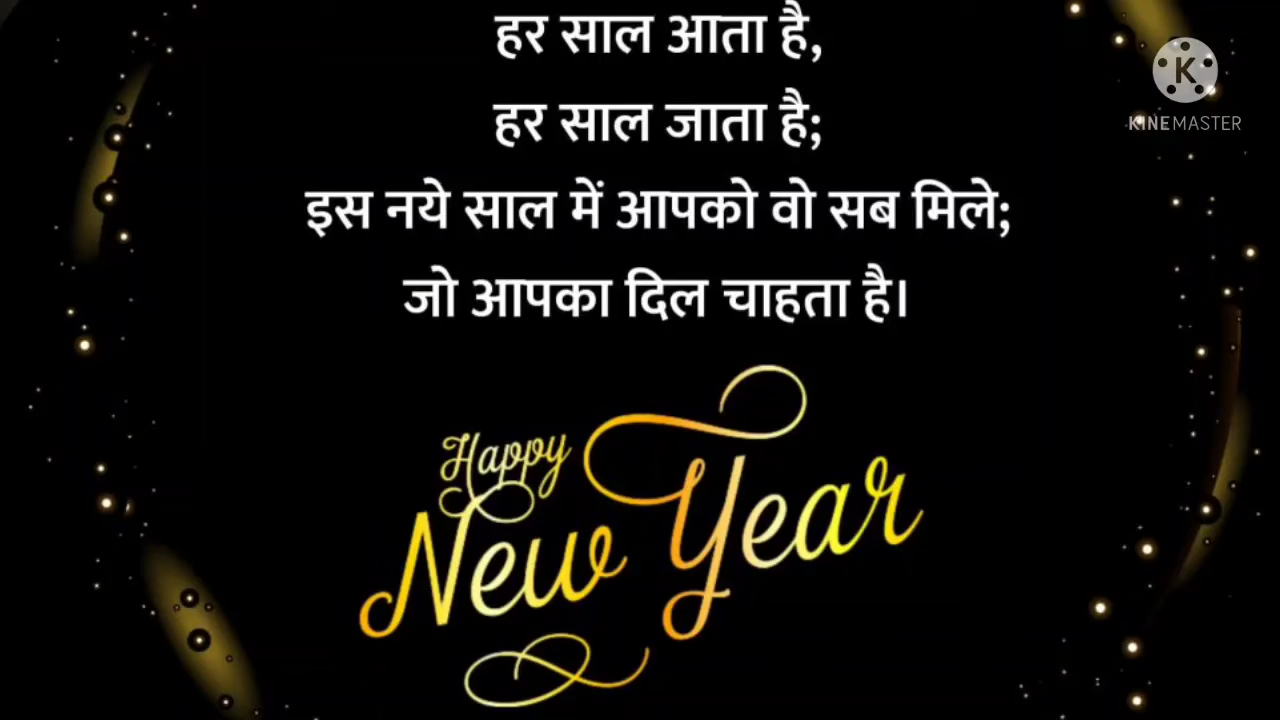 हर साल आता है,
हर साल जाता है;
इस नये साल में आपको वो सब मिले;
जो आपका दिल चाहता है।
Happy
New Year
K
KINEMASTER